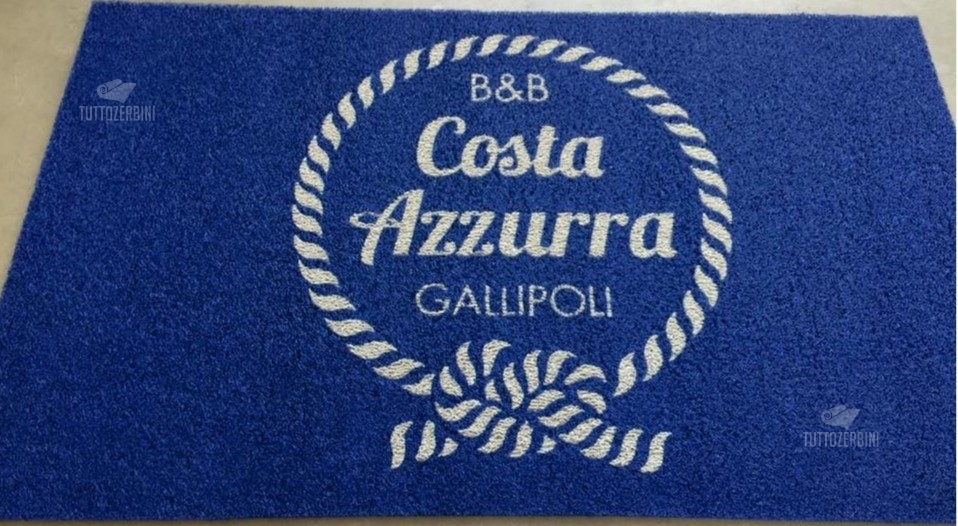 TUTTOZERBINI
B&B
Costa
Azzurra
GALLIPOLI
TUTTOZERBINI